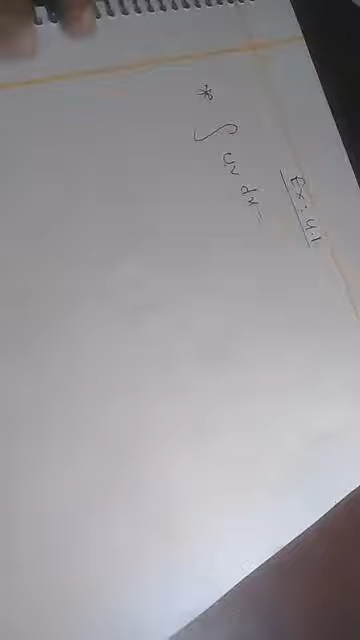 Ex: 4.1
* ∫ uv dx =